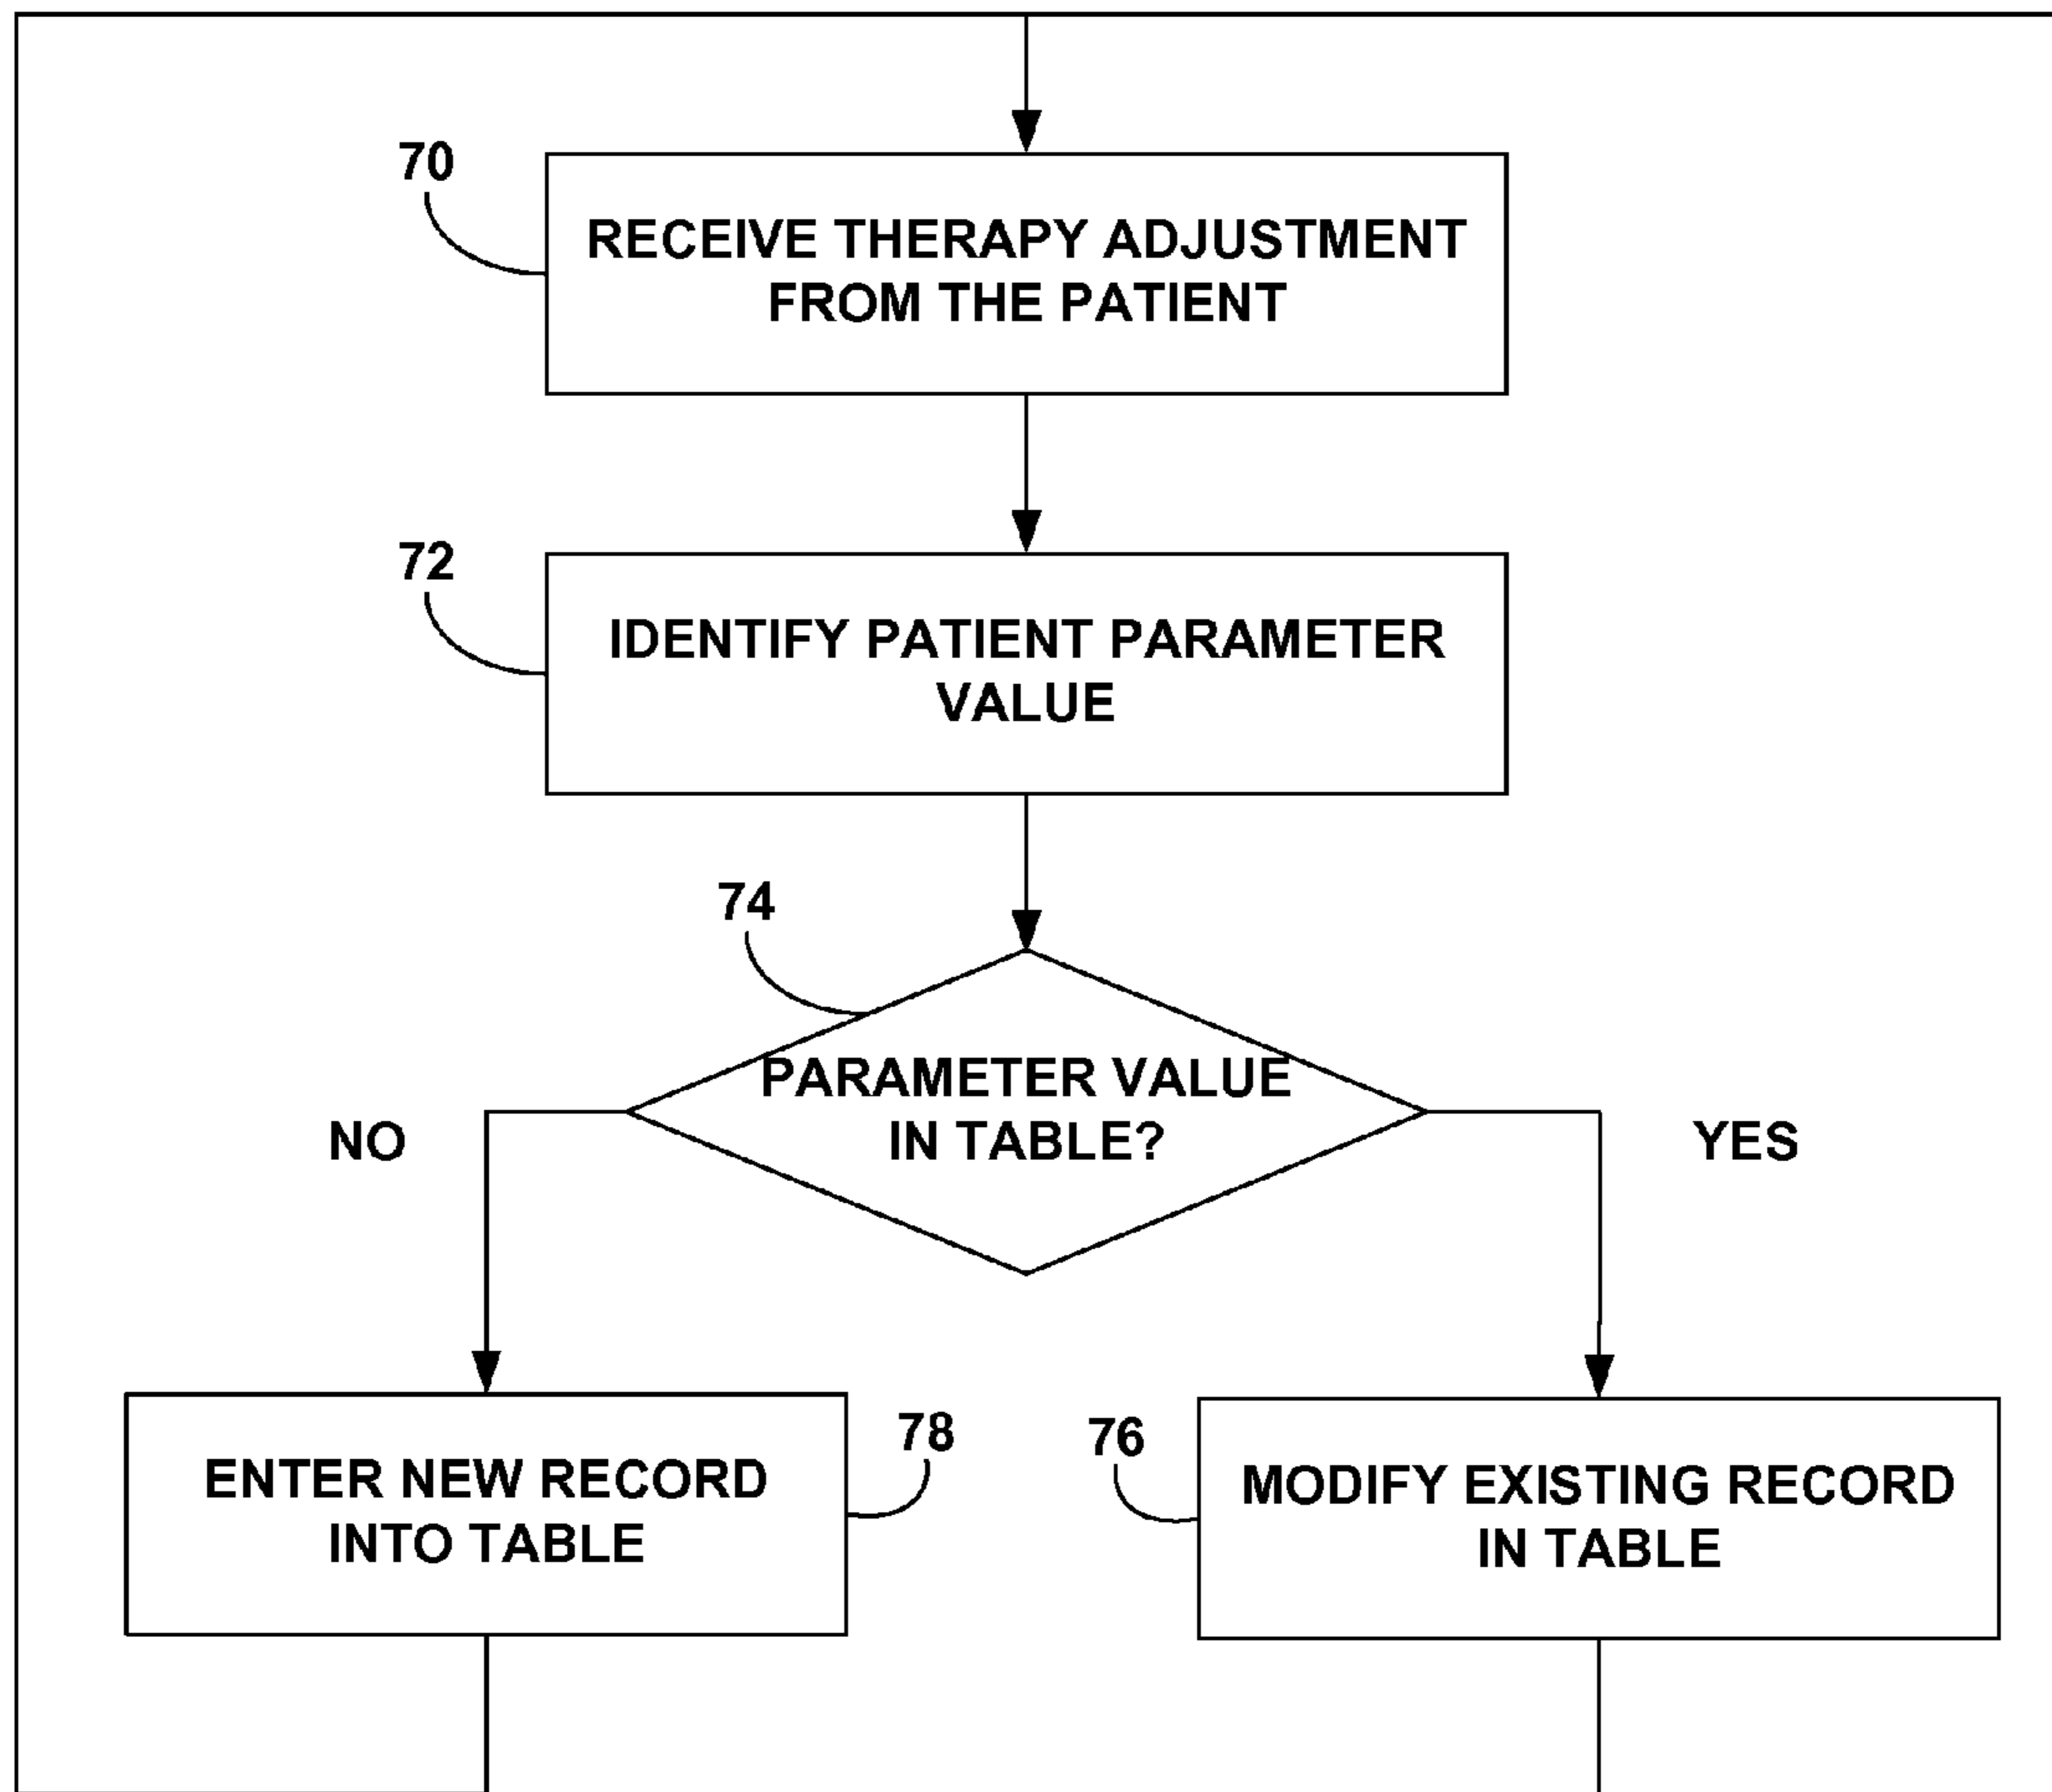 70
RECEIVE THERAPY ADJUSTMENT
FROM THE PATIENT
72
IDENTIFY PATIENT PARAMETER
VALUE
74
PARAMETER VALUE
IN TABLE?
NO
YES
78
ENTER NEW RECORD
INTO TABLE
76
MODIFY EXISTING RECORD
IN TABLE